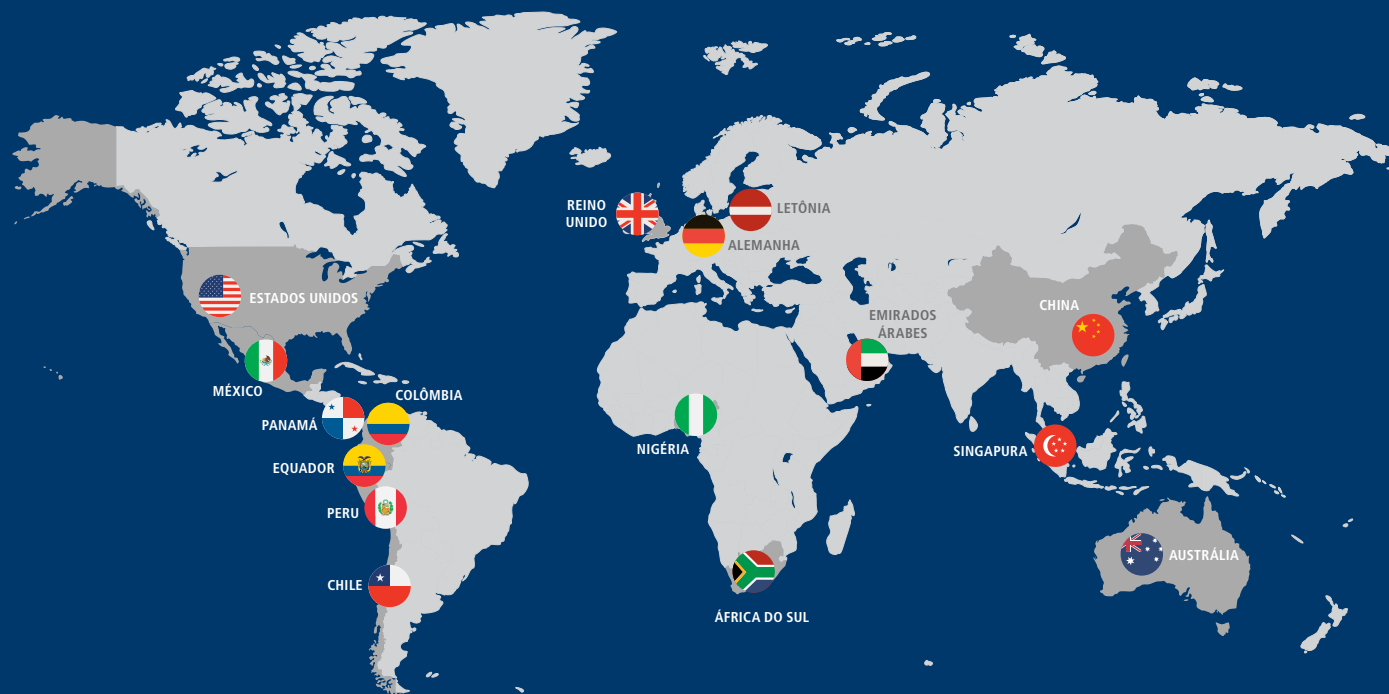 REINO
UNIDO
LETÔNIA
ALEMANHA
ESTADOS UNIDOS
CHINA
EMIRADOS
ÁRABES
MÉXICO
COLÔMBIA
PANAMÁ
NIGÉRIA
SINGAPURA
EQUADOR
PERU
AUSTRÁLIA
CHILE
ÁFRICA DO SUL